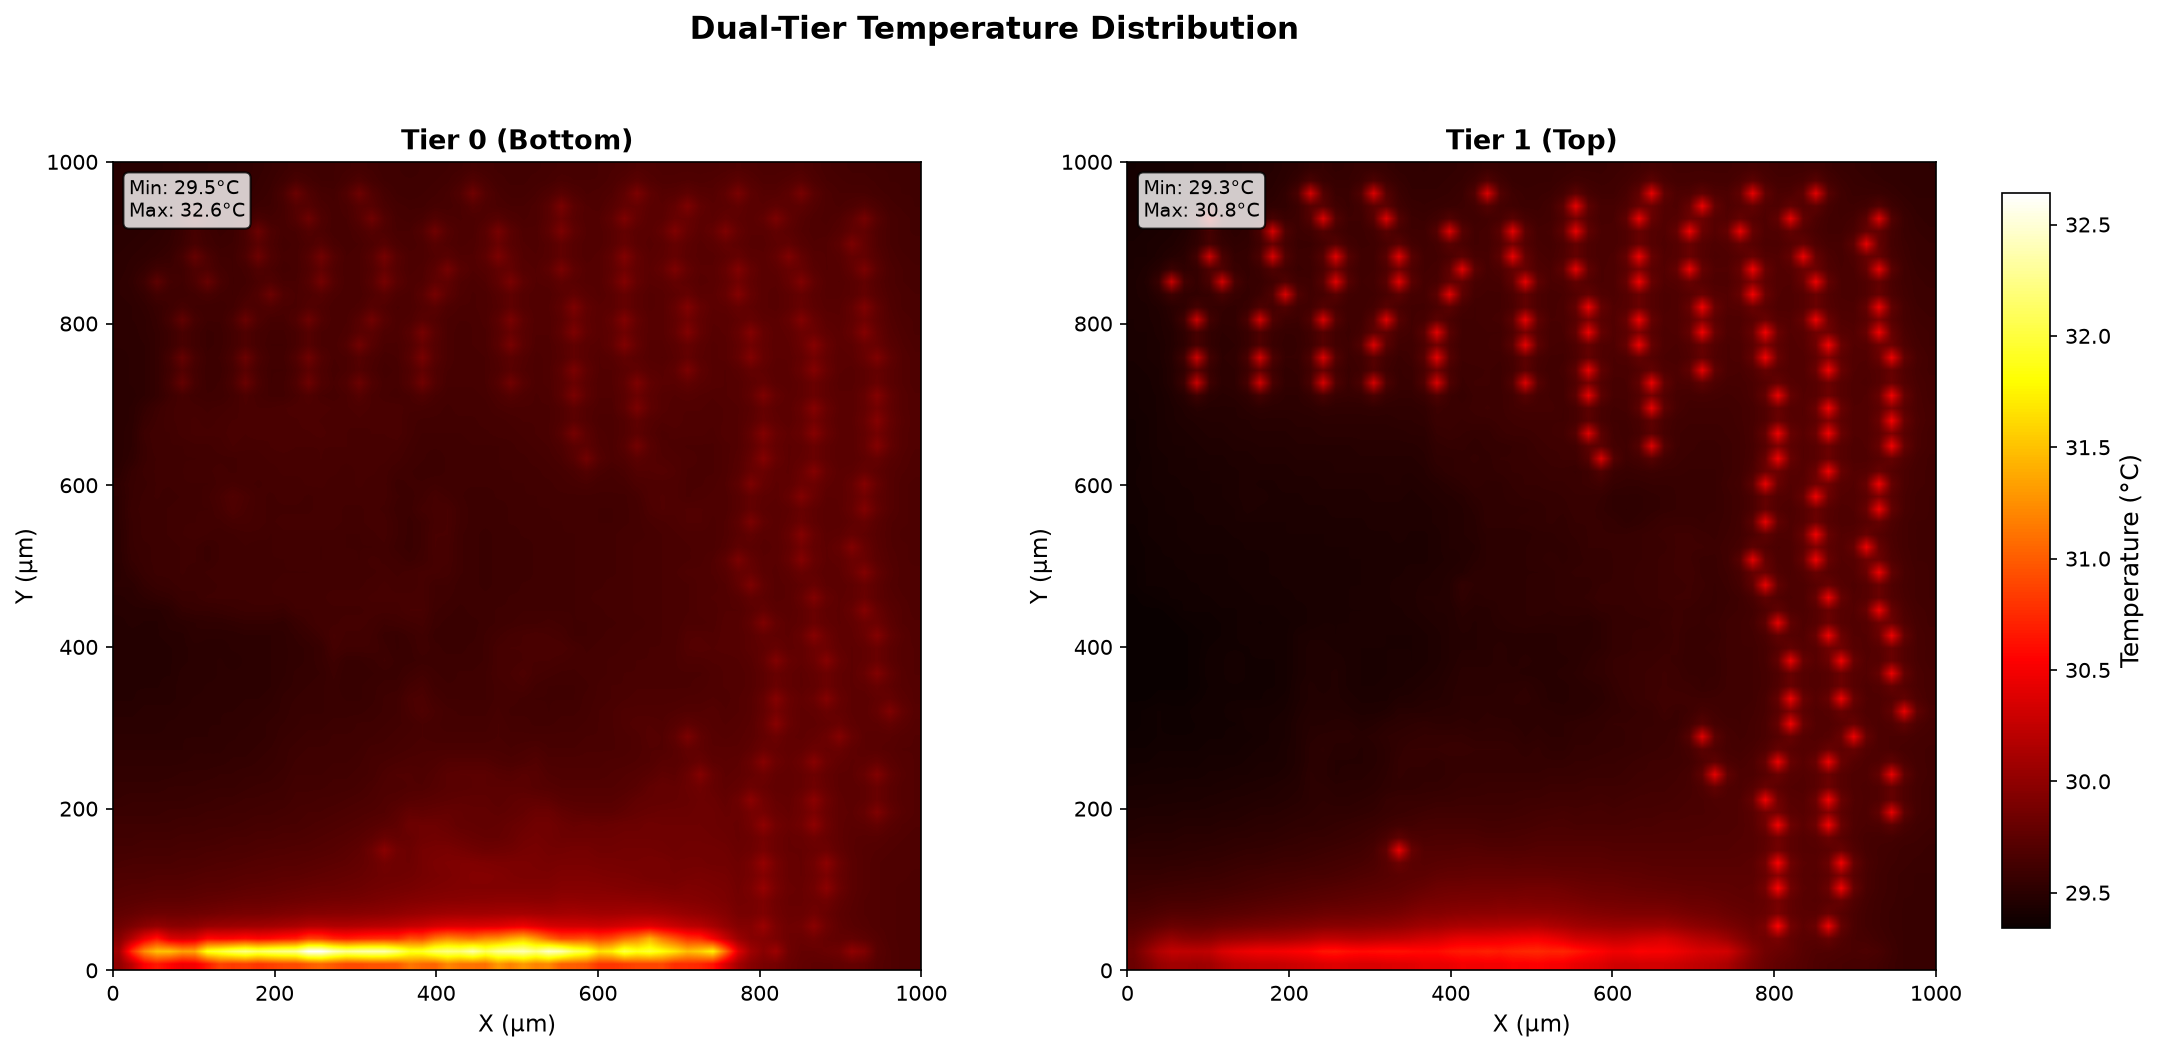 Dual-Tier Temperature Distribution
Tier 0 (Bottom)
Min: 29.5°C
Max: 32.6°C
1000
800
600
400
200
0
Y (µm)
0 200 400 600 800 1000
X (µm)
Tier 1 (Top)
Min: 29.3°C
Max: 30.8°C
1000
800
600
400
200
0
Y (µm)
0 200 400 600 800 1000
X (µm)
32.5
32.0
31.5
31.0
30.5
30.0
29.5
Temperature (°C)